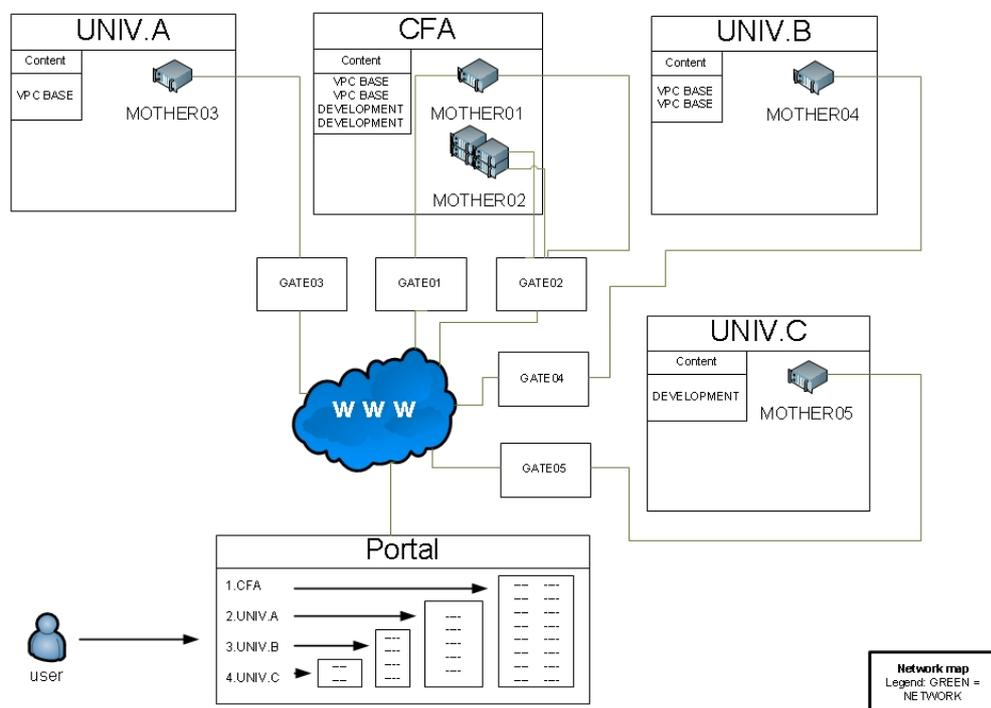 UNIV.A
Content
VPC BASE
MOTHER03
CFA
Content
VPC BASE
VPC BASE
DEVELOPMENT
DEVELOPMENT
MOTHER01
MOTHER02
UNIV.B
Content
VPC BASE
VPC BASE
MOTHER04
GATE03
GATE01
GATE02
UNIV.C
Content
DEVELOPMENT
MOTHER05
GATE04
W W W
GATE05
Portal
1.CFA
2.UNIV.A
3.UNIV.B
4.UNIV.C
user
Network map
Legend: GREEN =
NETWORK